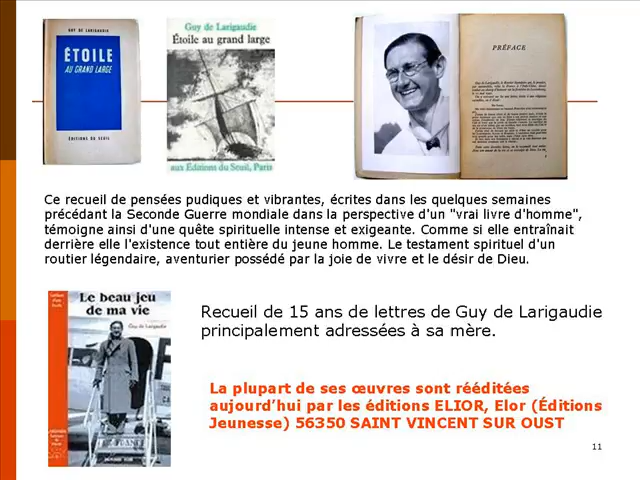 GUY DE LARIGAUDIE
ÉTOILE
AU GRAND LARGE
ÉDITIONS DU SEUIL
Guy de Larigaudie
Étoile au grand large
aux Éditions du Seuil, Paris
PRÉFACE
Ce recueil de pensées pudiques et vibrantes, écrites dans les quelques semaines
précédant la Seconde Guerre mondiale dans la perspective d'un "vrai livre d'homme",
témoigne ainsi d'une quête spirituelle intense et exigeante. Comme si elle entraînait
derrière elle l'existence tout entière du jeune homme. Le testament spirituel d'un
routier légendaire, aventurier possédé par la joie de vivre et le désir de Dieu.
Le beau jeu
de ma vie
Guy de Larigaudie
Recueil de 15 ans de lettres de Guy de Larigaudie
principalement adressées à sa mère.
La plupart de ses œuvres sont rééditées
aujourd'hui par les éditions ELIOR, Elor (Éditions
Jeunesse) 56350 SAINT VINCENT SUR OUST
11